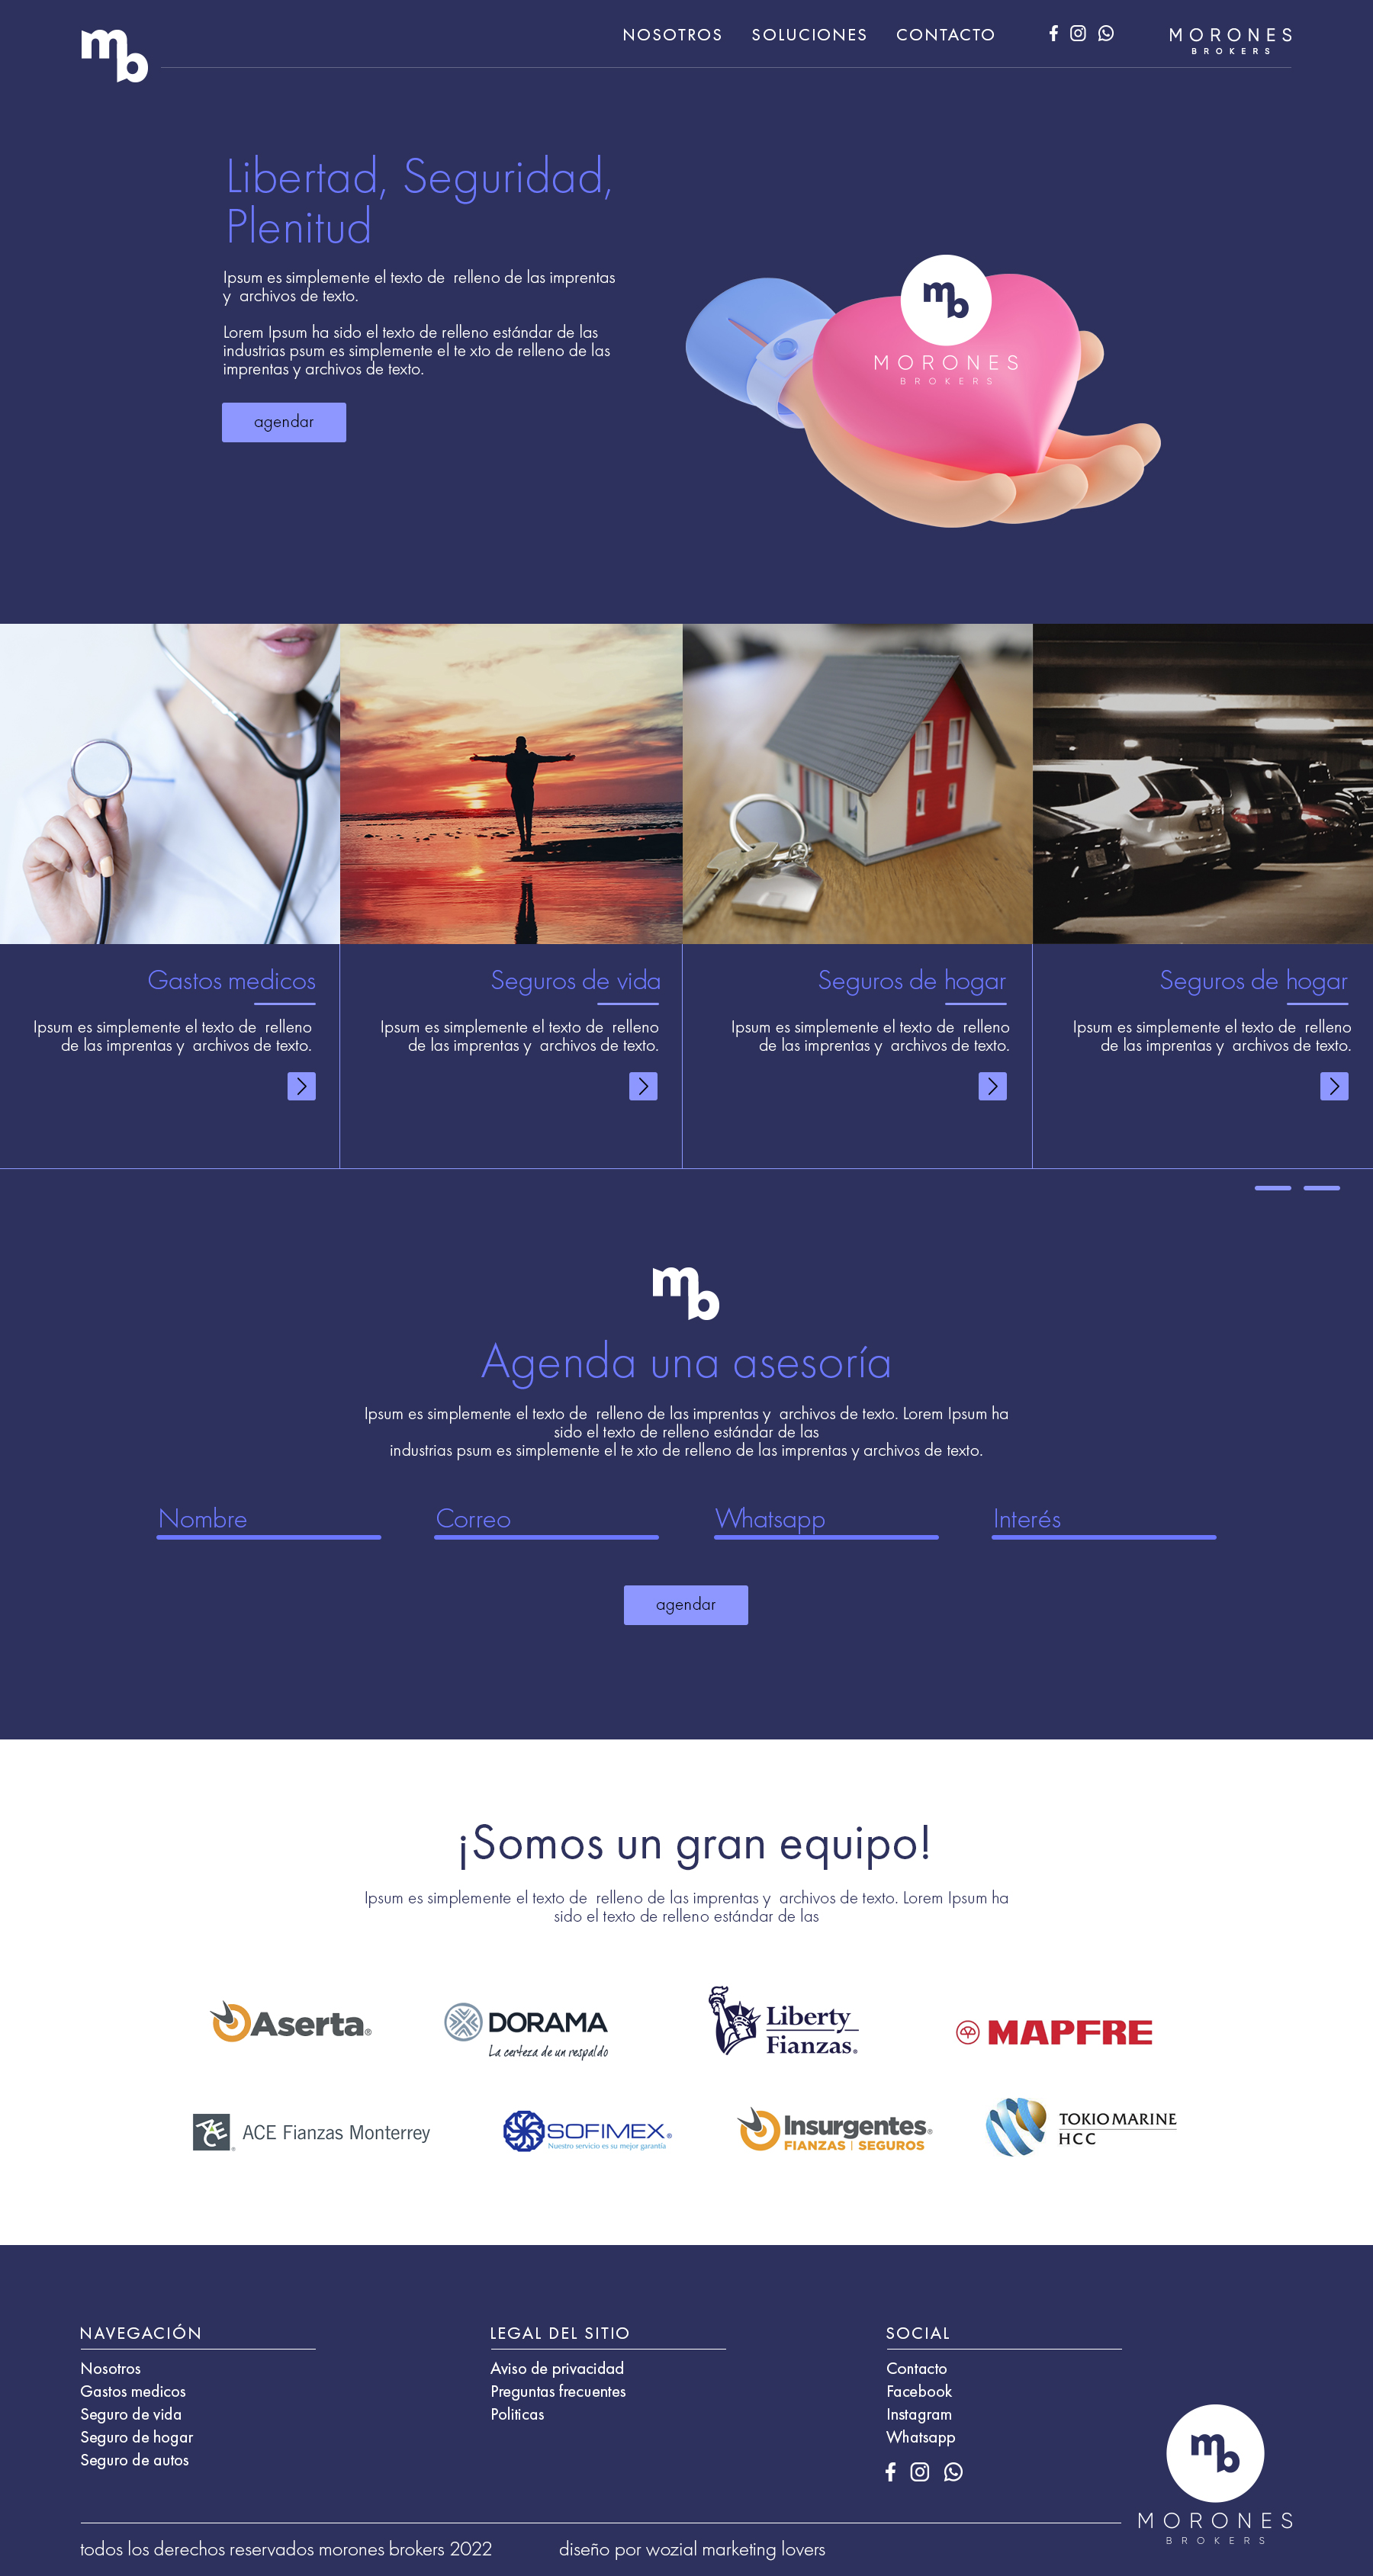 mb
NOSOTROS SOLUCIONES CONTACTO
MORONES
BROKERS
Libertad, Seguridad,
Plenitud
Ipsum es simplemente el texto de relleno de las imprentas
y archivos de texto.
Lorem Ipsum ha sido el texto de relleno estándar de las
industrias psum es simplemente el te xto de relleno de las
imprentas y archivos de texto.
agendar
mb
MORONES
BROKERS
Gastos medicos
Ipsum es simplemente el texto de relleno
de las imprentas y archivos de texto.
Seguros de vida
Ipsum es simplemente el texto de relleno
de las imprentas y archivos de texto.
Seguros de hogar
Ipsum es simplemente el texto de relleno
de las imprentas y archivos de texto.
Seguros de hogar
Ipsum es simplemente el texto de relleno
de las imprentas y archivos de texto.
mb
Agenda una asesoría
Ipsum es simplemente el texto de relleno de las imprentas y archivos de texto. Lorem Ipsum ha
sido el texto de relleno estándar de las
industrias psum es simplemente el te xto de relleno de las imprentas y archivos de texto.
Nombre Correo Whatsapp Interés
agendar
¡Somos un gran equipo!
Ipsum es simplemente el texto de relleno de las imprentas y archivos de texto. Lorem Ipsum ha
sido el texto de relleno estándar de las
Aserta®
DORAMA
La certeza de un respaldo
Liberty
Fianzas®
MAPFRE
ACE
ACE Fianzas Monterrey
SOFIMEX®
Nuestro servicio es su mejor garantía
Insurgentes®
FIANZAS | SEGUROS
TOKIO MARINE
HCC
NAVEGACIÓN
Nosotros
Gastos medicos
Seguro de vida
Seguro de hogar
Seguro de autos
LEGAL DEL SITIO
Aviso de privacidad
Preguntas frecuentes
Politicas
SOCIAL
Contacto
Facebook
Instagram
Whatsapp
mb
MORONES
BROKERS
todos los derechos reservados morones brokers 2022
diseño por wozial marketing lovers